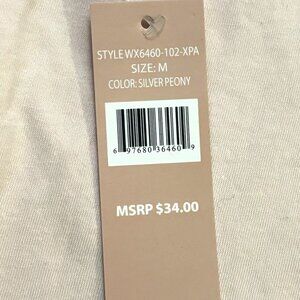 STYLE WX6460-102-XPA
SIZE: M
COLOR: SILVER PEONY
6 97680 36460 9
MSRP $34.00